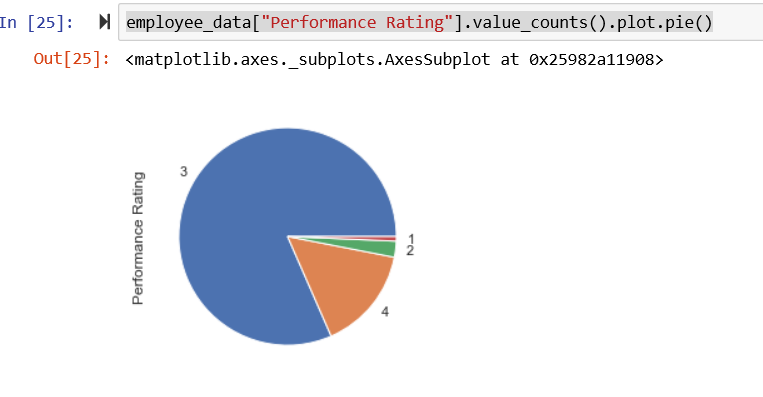 In [25]: employee_data["Performance Rating"].value_counts().plot.pie()
Out[25]: <matplotlib.axes._subplots.AxesSubplot at 0x25982a11908>
3
Performance Rating
1
2
4